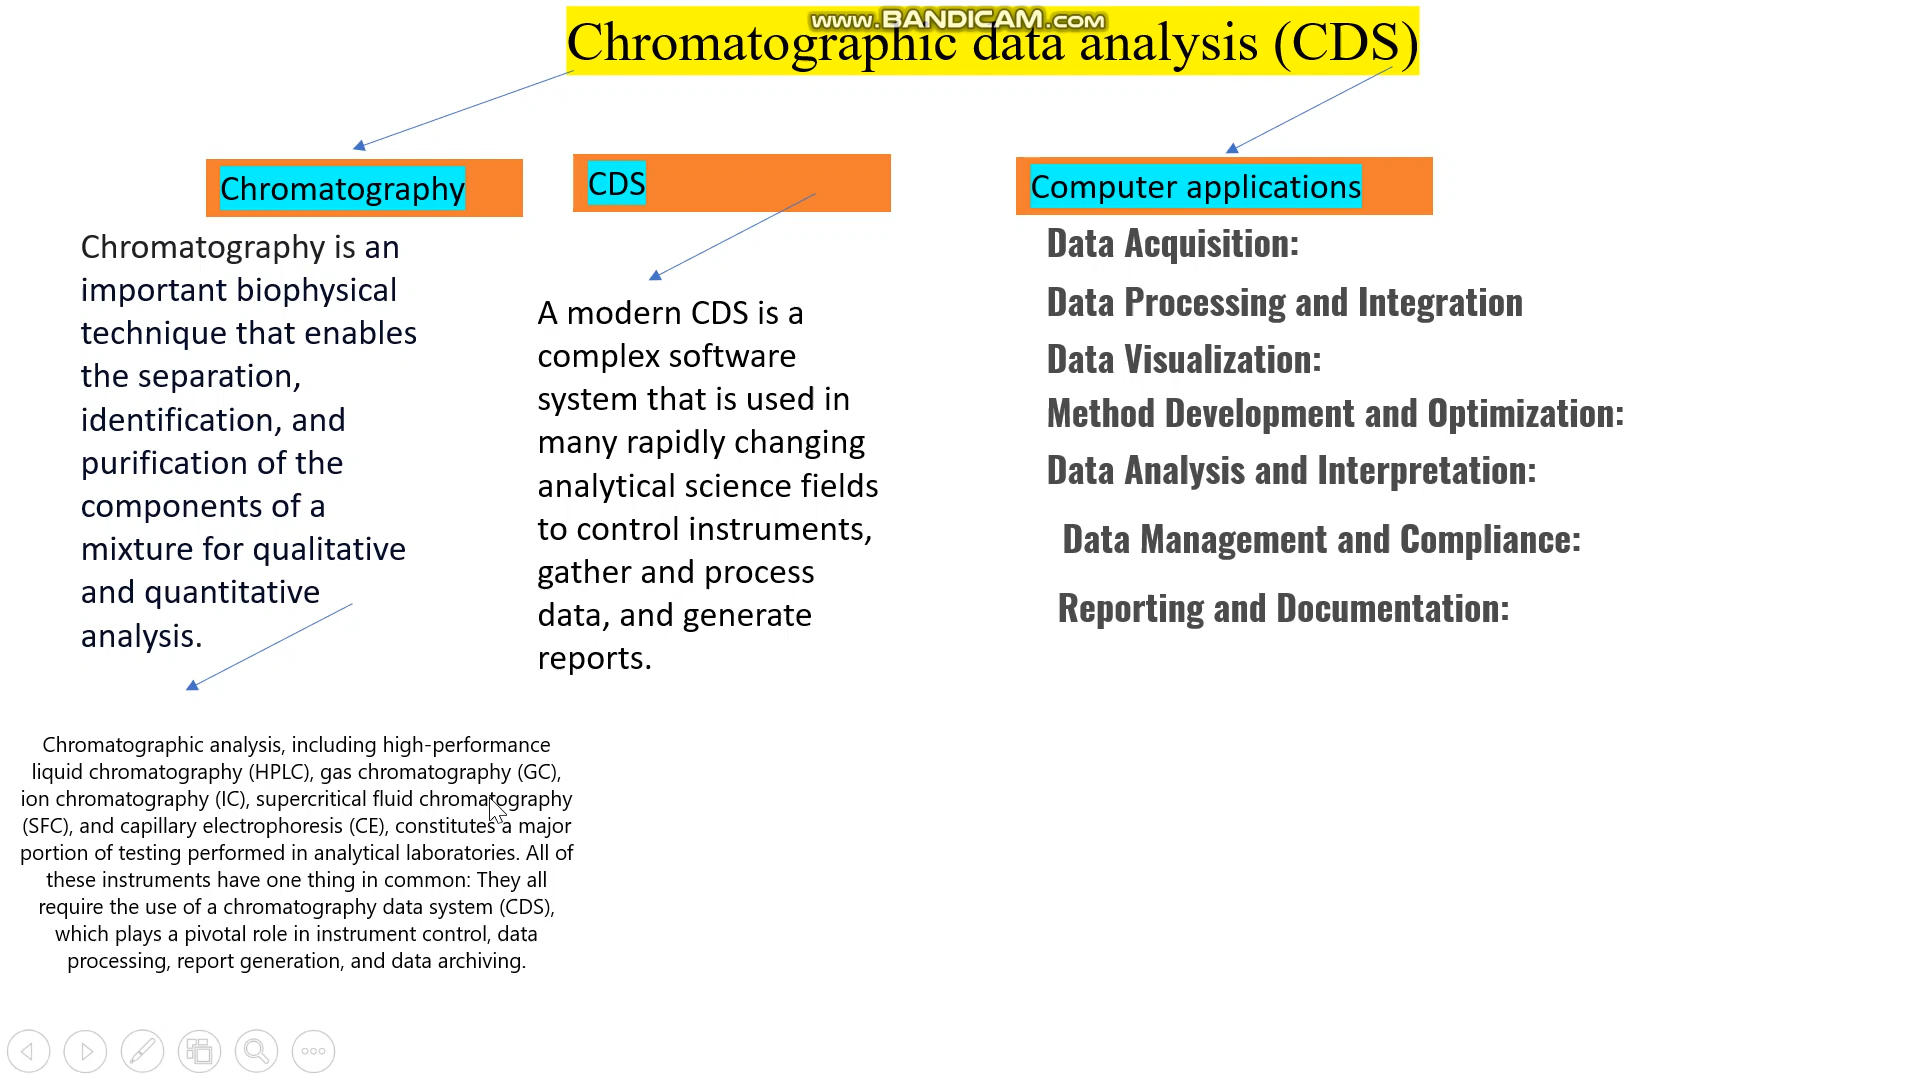 www.BANDICAM.com
Chromatographic data analysis (CDS)
Chromatography
Chromatography is an
important biophysical
technique that enables
the separation,
identification, and
purification of the
components of a
mixture for qualitative
and quantitative
analysis.
Chromatographic analysis, including high-performance
liquid chromatography (HPLC), gas chromatography (GC),
ion chromatography (IC), supercritical fluid chromatography
(SFC), and capillary electrophoresis (CE), constitutes a major
portion of testing performed in analytical laboratories. All of
these instruments have one thing in common: They all
require the use of a chromatography data system (CDS),
which plays a pivotal role in instrument control, data
processing, report generation, and data archiving.
CDS
A modern CDS is a
complex software
system that is used in
many rapidly changing
analytical science fields
to control instruments,
gather and process
data, and generate
reports.
Computer applications
Data Acquisition:
Data Processing and Integration
Data Visualization:
Method Development and Optimization:
Data Analysis and Interpretation:
Data Management and Compliance:
Reporting and Documentation: